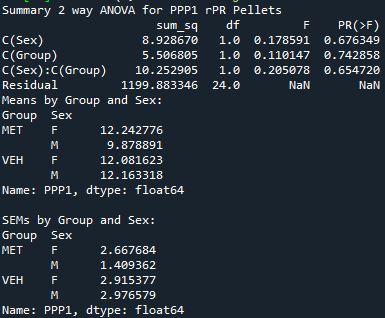 Summary 2 way ANOVA for PPP1 rPR Pellets
sum_sq df F PR(>F)
C(Sex) 8.928670 1.0 0.178591 0.676349
C(Group) 5.506805 1.0 0.110147 0.742858
C(Sex):C(Group) 10.252905 1.0 0.205078 0.654720
Residual 1199.883346 24.0 NaN NaN
Means by Group and Sex:
Group Sex
MET F 12.242776
M 9.878891
VEH F 12.081623
M 12.163318
Name: PPP1, dtype: float64
SEMs by Group and Sex:
Group Sex
MET F 2.667684
M 1.409362
VEH F 2.915377
M 2.976579
Name: PPP1, dtype: float64